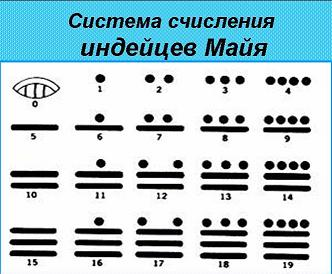 Система счисления
индейцев Майя
0 1 2 3 4
5 6 7 8 9
10 11 12 13 14
15 16 17 18 19